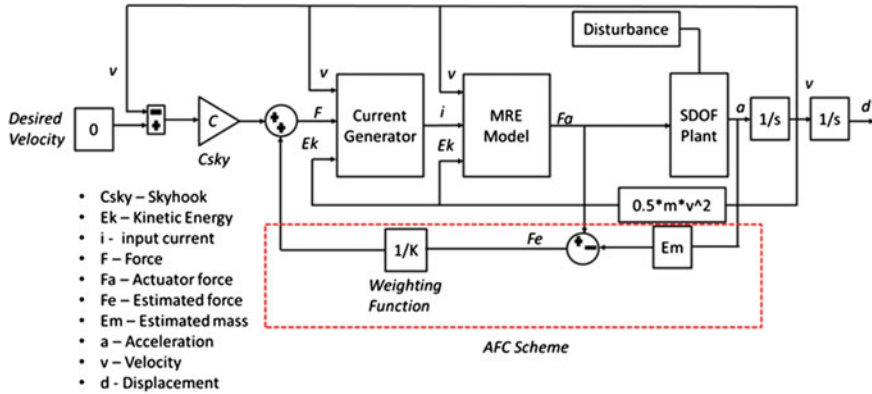 Disturbance
v
v
v
v
Desired
Velocity
0
C
Csky
F
Ek
Current
Generator
i
Ek
MRE
Model
Fa
SDOF
Plant
a
1/s
1/s
d
0.5*m*v^2
• Csky – Skyhook
• Ek – Kinetic Energy
• i - input current
• F – Force
• Fa – Actuator force
• Fe – Estimated force
• Em – Estimated mass
• a – Acceleration
• v – Velocity
• d - Displacement
1/K
Weighting
Function
Fe
Em
AFC Scheme